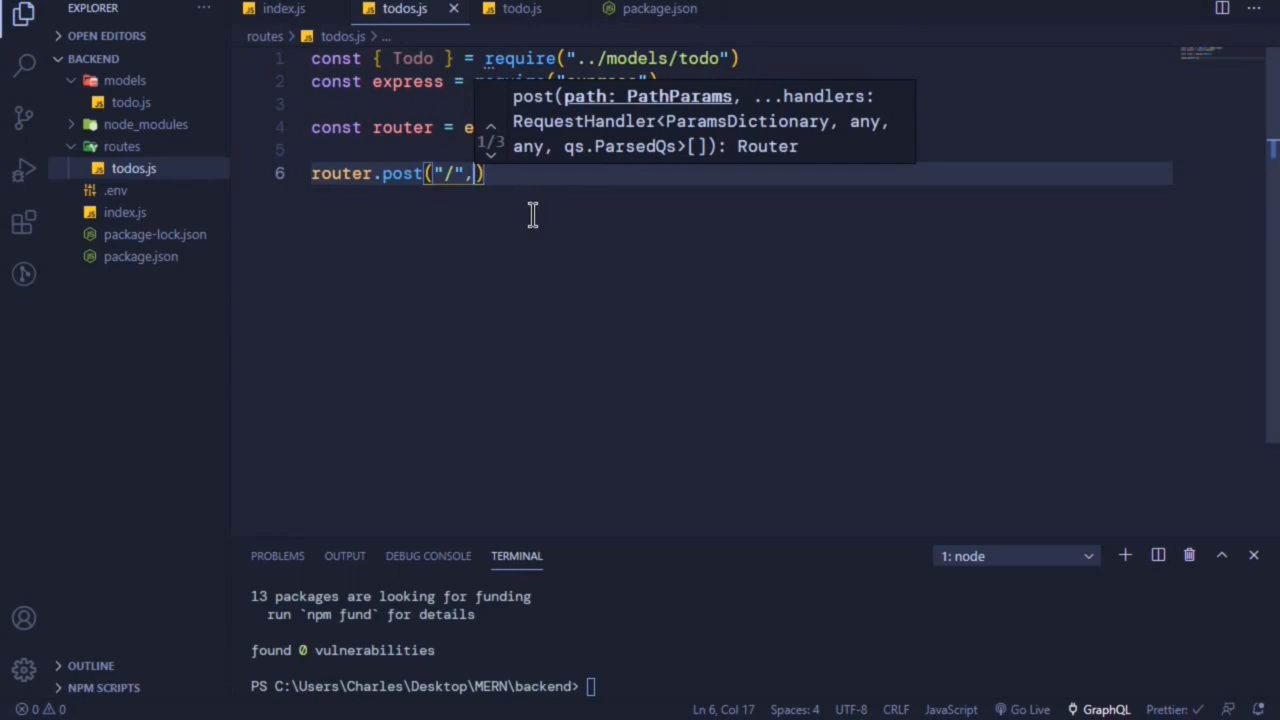 EXPLORER
index.js
todos.js
todo.js
package.json
OPEN EDITORS
BACKEND
models
todo.js
node_modules
routes
todos.js
.env
index.js
package-lock.json
package.json
OUTLINE
NPM SCRIPTS
routes > todos.js > ...
1 const { Todo } = require("../models/todo")
2 const express =
3
4 const router = e
5
6 router.post("/",)
post(path: PathParams, ...handlers:
1/3 RequestHandler<ParamsDictionary, any,
any, qs.ParsedQs>[]): Router
PROBLEMS OUTPUT DEBUG CONSOLE TERMINAL 1: node
13 packages are looking for funding
run `npm fund` for details
found 0 vulnerabilities
PS C:\Users\Charles\Desktop\MERN\backend>
0 0 Ln 6, Col 17 Spaces: 4 UTF-8 CRLF JavaScript Go Live GraphQL Prettier: ✓